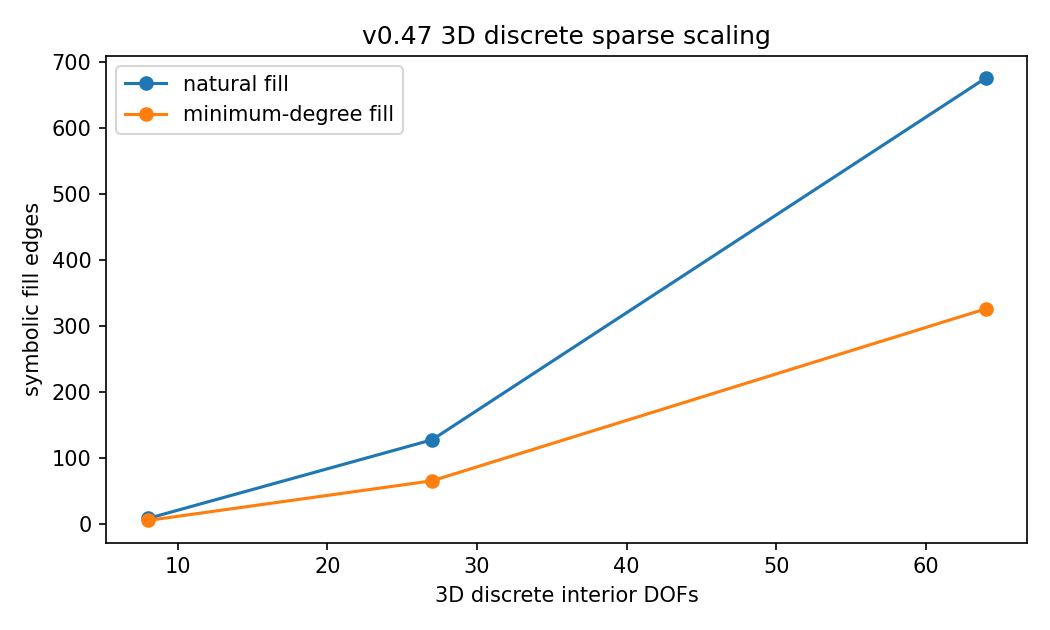 v0.47 3D discrete sparse scaling
natural fill
minimum-degree fill
symbolic fill edges
700
600
500
400
300
200
100
0
10 20 30 40 50 60
3D discrete interior DOFs